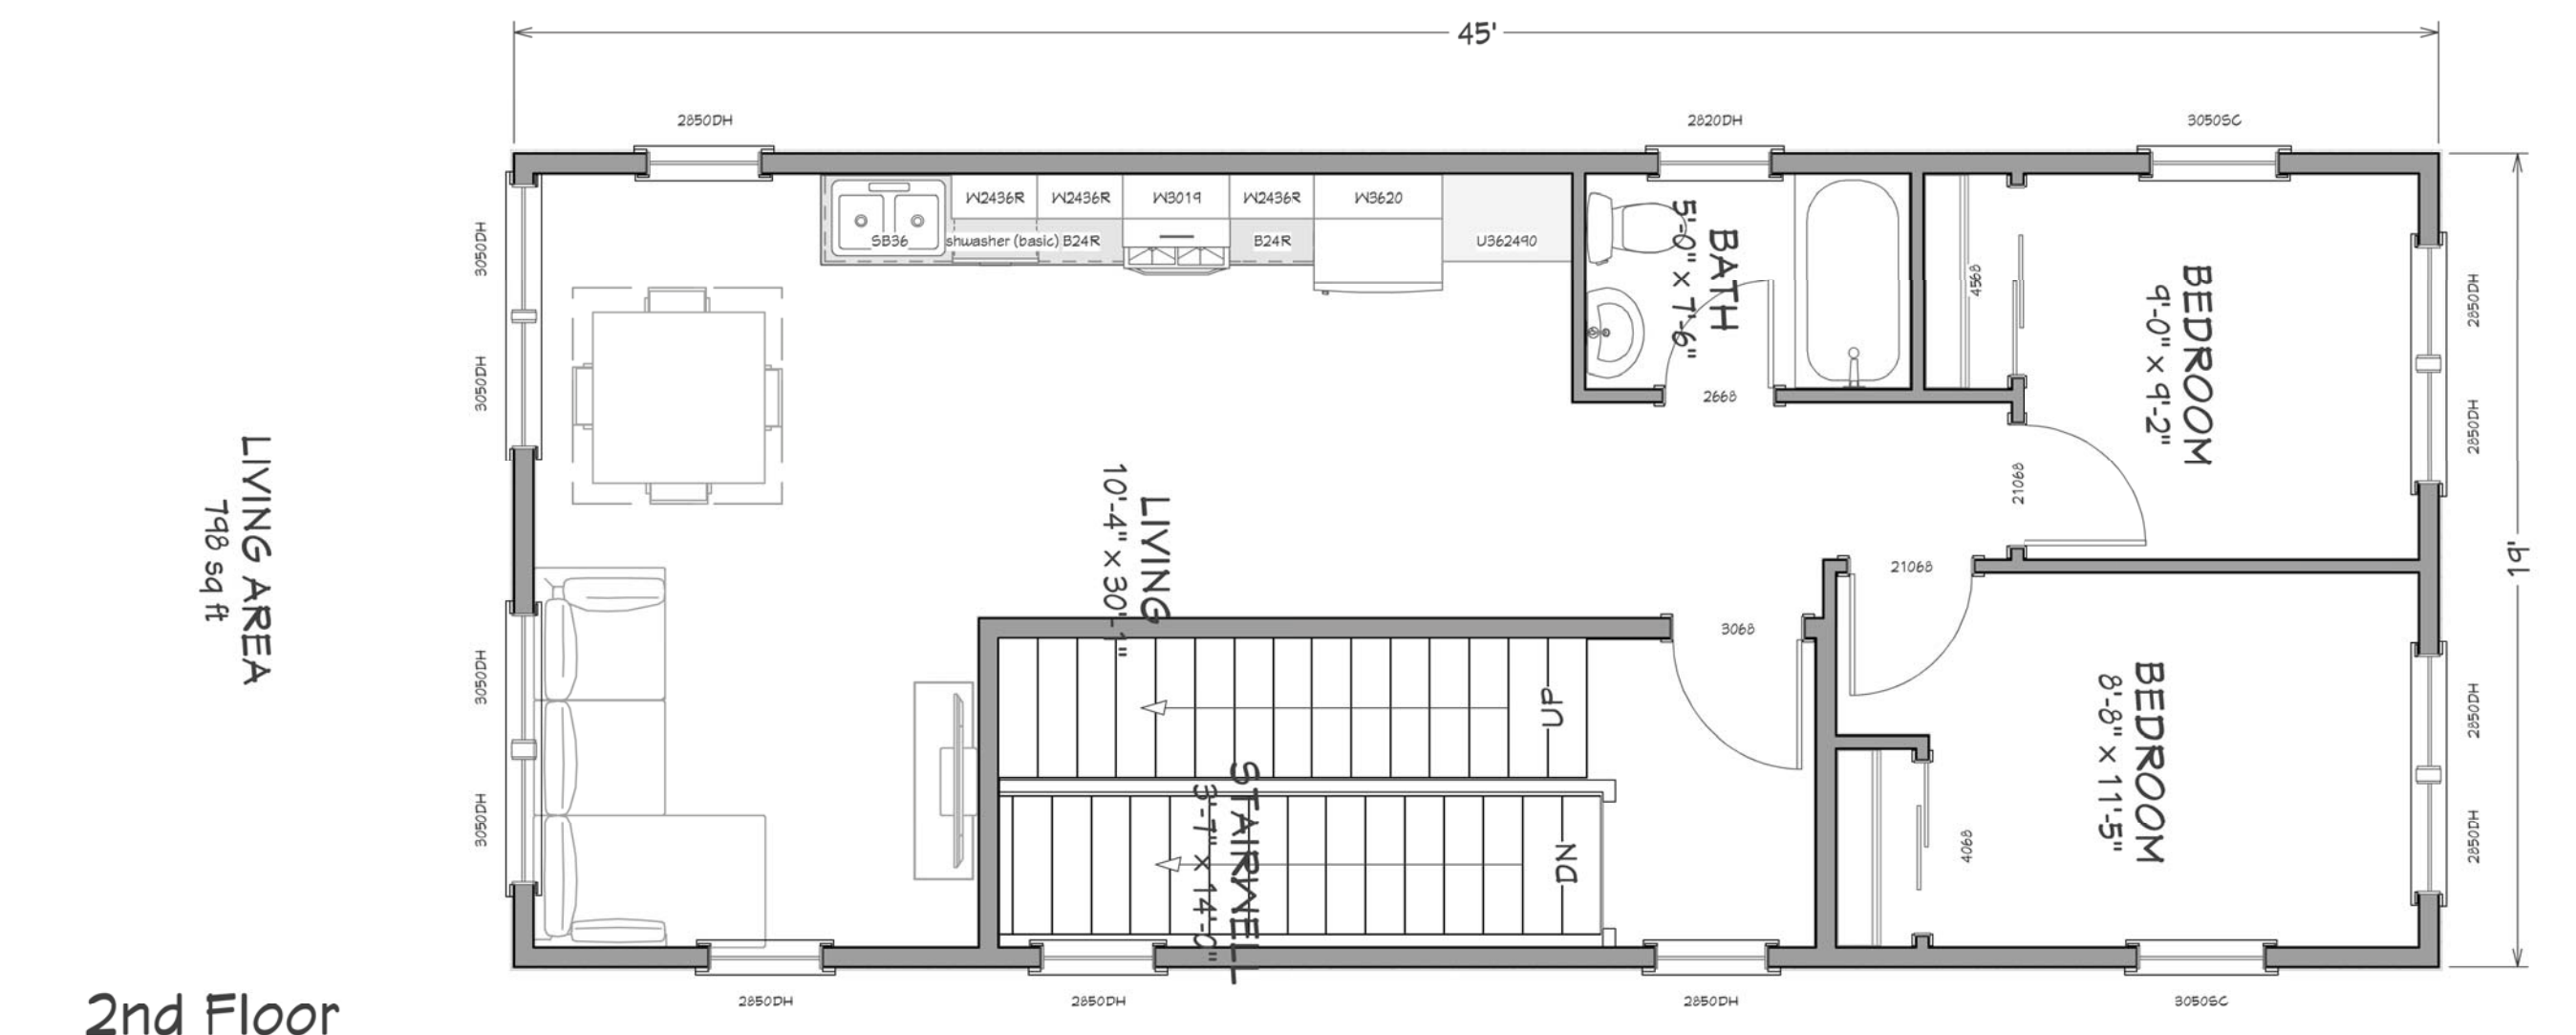 45'
2850DH
2820DH
3050SC
W2436R
W2436R
W3019
W2436R
W3620
SB36
shwasher (basic)
B24R
B24R
U362490
BATH
5'-0" x 7'-6"
2668
4568
BEDROOM
9'-0" x 9'-2"
3050DH
3050DH
2850DH
2850DH
21068
21068
19'
LIVING AREA
798 sq ft
LIVING
10'-4" x 30'-1"
3068
UP
STAIRWELL
3'-7" x 14'-0"
DN
BEDROOM
8'-8" x 11'-5"
4068
3050DH
3050DH
2850DH
2850DH
2850DH
2850DH
2850DH
3050SC
2nd Floor